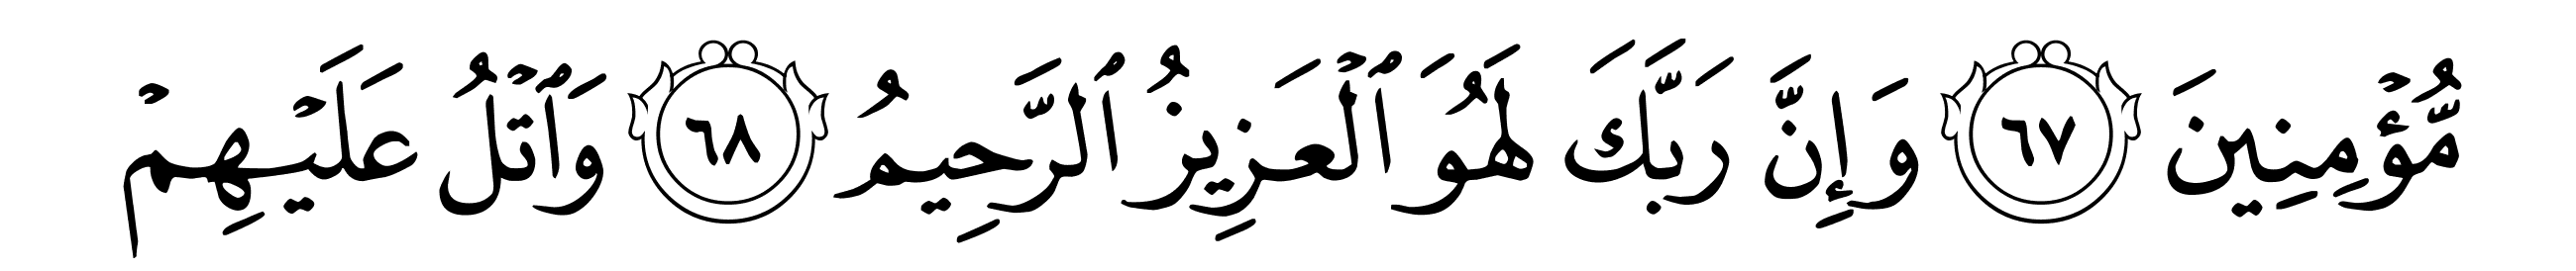 مُّؤۡمِنِينَ ٦٧ وَإِنَّ رَبَّكَ لَهُوَ ٱلۡعَزِيزُ ٱلرَّحِيمُ ٦٨ وَٱتۡلُ عَلَيۡهِمۡ